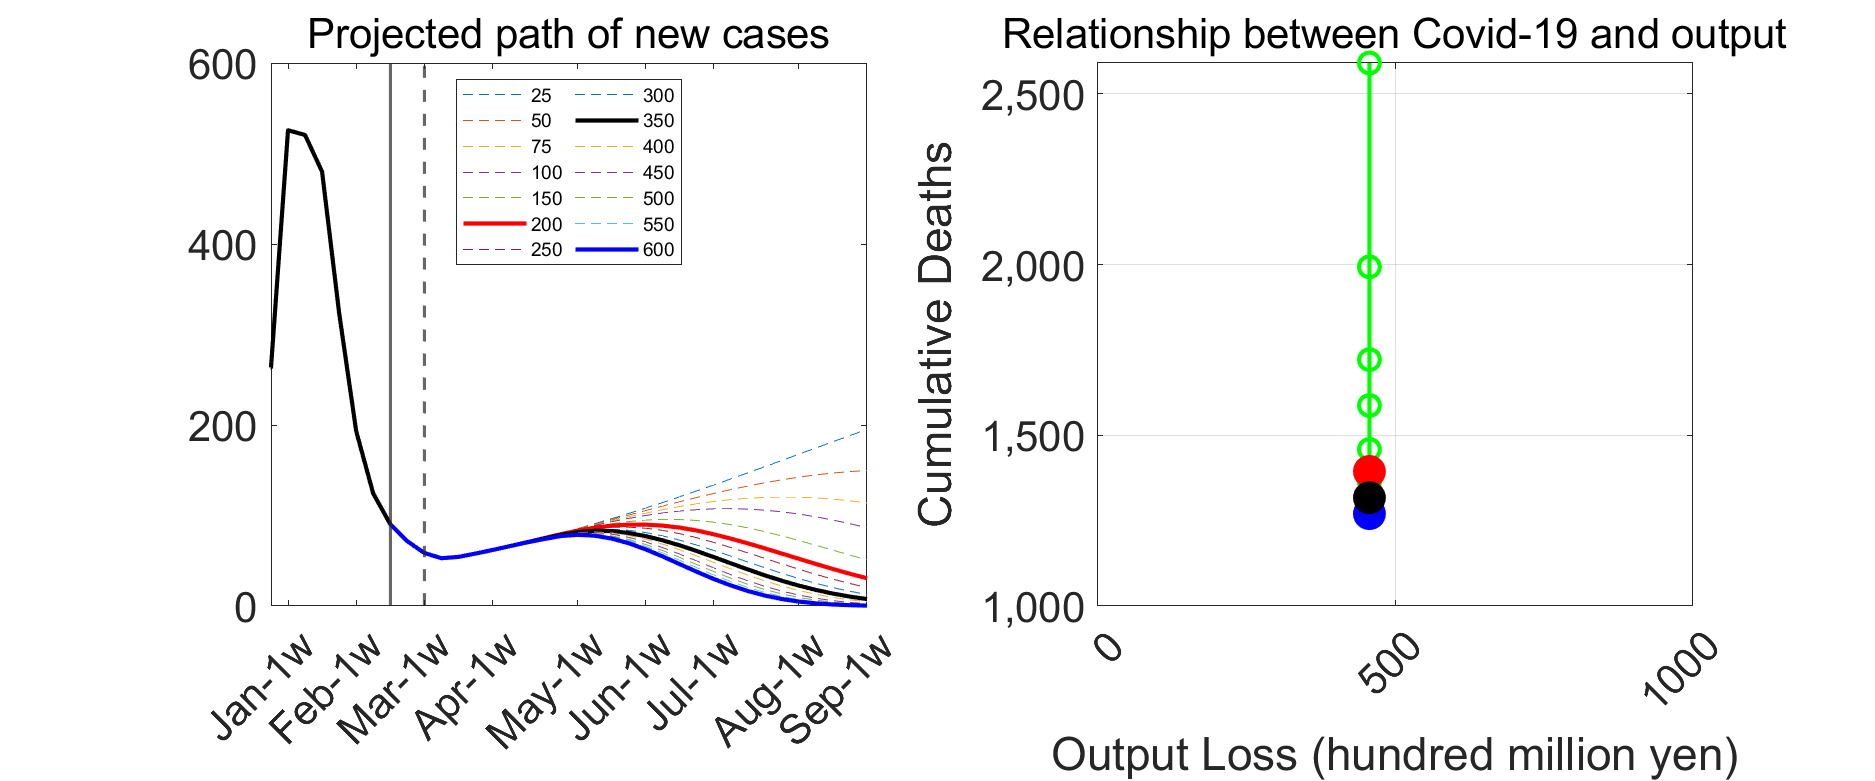 Projected path of new cases
600
400
200
0
25 300
50 350
75 400
100 450
150 500
200 550
250 600
Jan-1w
Feb-1w
Mar-1w
Apr-1w
May-1w
Jun-1w
Jul-1w
Aug-1w
Sep-1w
Relationship between Covid-19 and output
Cumulative Deaths
2,500
2,000
1,500
1,000
0
500
1000
Output Loss (hundred million yen)